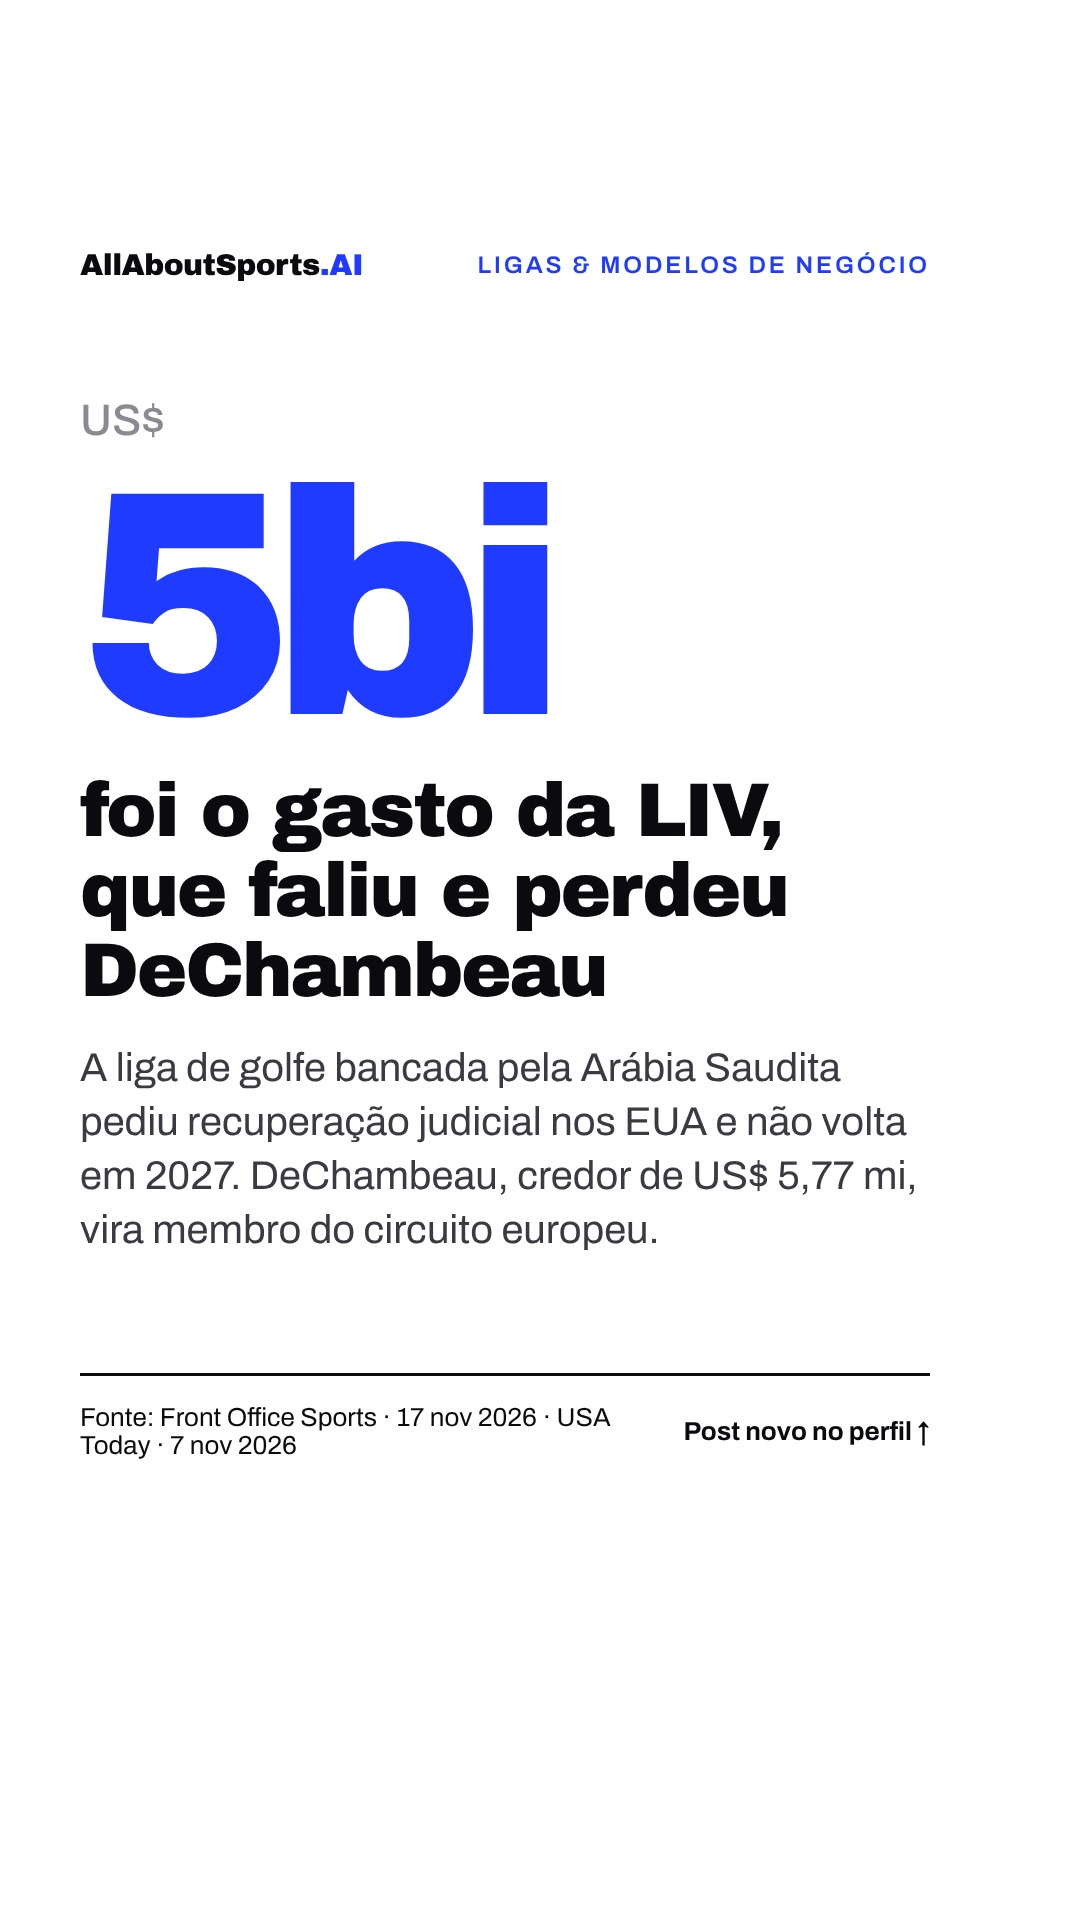 AllAboutSports.AI
LIGAS & MODELOS DE NEGÓCIO
US$
5bi
foi o gasto da LIV,
que faliu e perdeu
DeChambeau
A liga de golfe bancada pela Arábia Saudita
pediu recuperação judicial nos EUA e não volta
em 2027. DeChambeau, credor de US$ 5,77 mi,
vira membro do circuito europeu.
Fonte: Front Office Sports · 17 nov 2026 · USA
Today · 7 nov 2026
Post novo no perfil ↑